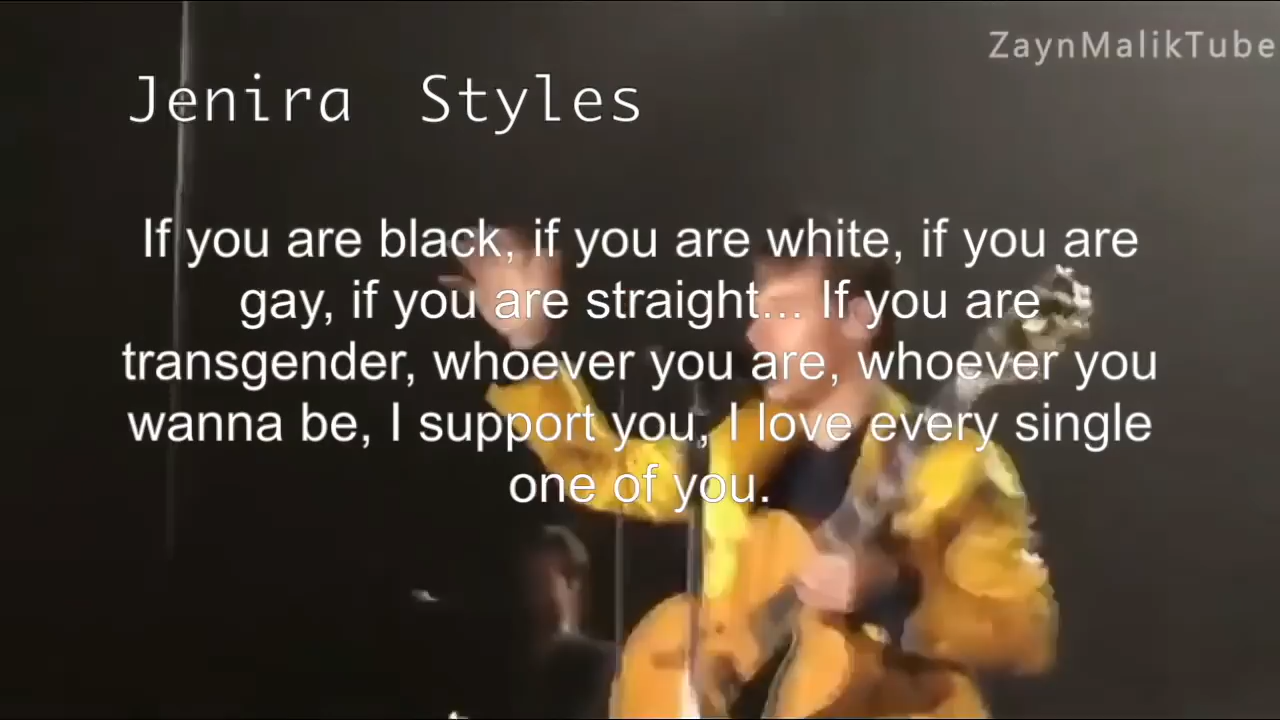 ZaynMalikTube
Jenira Styles
If you are black, if you are white, if you are
gay, if you are straight... If you are
transgender, whoever you are, whoever you
wanna be, I support you, I love every single
one of you.